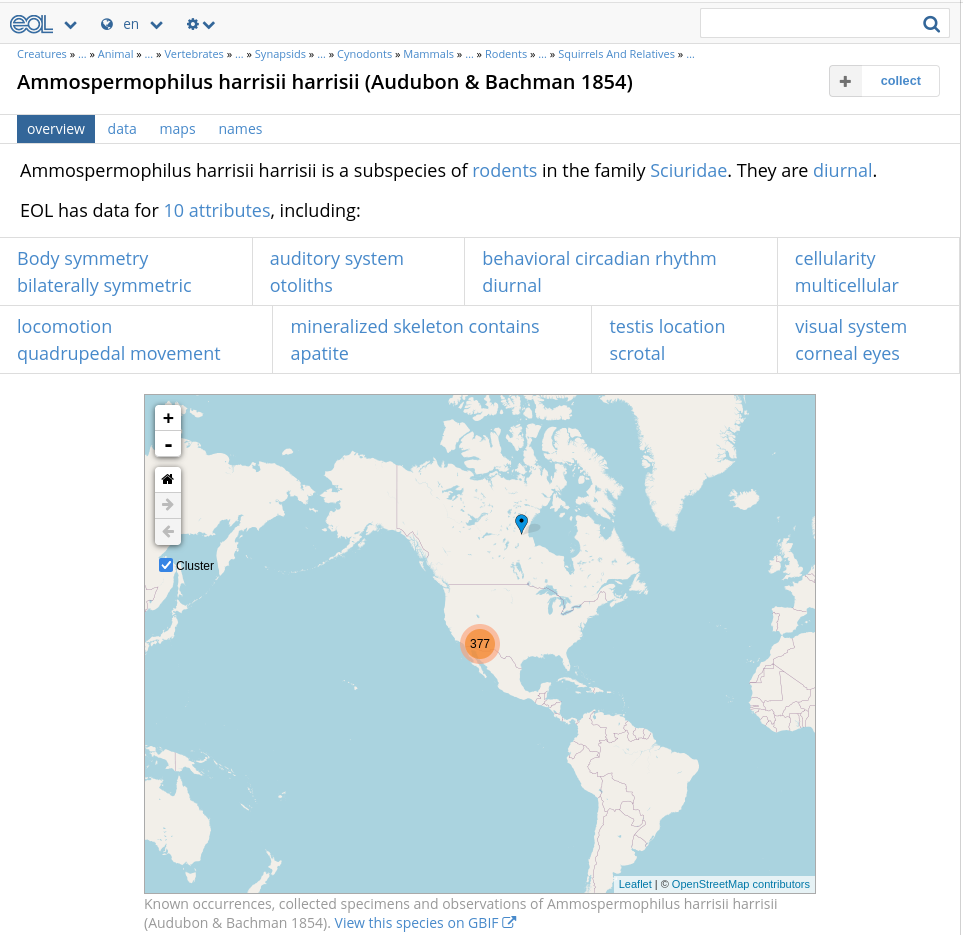 eol en
Creatures » ... » Animal » ... » Vertebrates » ... » Synapsids » ... » Cynodonts » Mammals » ... » Rodents » ... » Squirrels And Relatives » ...
Ammospermophilus harrisii harrisii (Audubon & Bachman 1854)
+ collect
overview data maps names
Ammospermophilus harrisii harrisii is a subspecies of rodents in the family Sciuridae. They are diurnal.
EOL has data for 10 attributes, including:
Body symmetry auditory system behavioral circadian rhythm cellularity
bilaterally symmetric otoliths diurnal multicellular
locomotion mineralized skeleton contains testis location visual system
quadrupedal movement apatite scrotal corneal eyes
+
-
Cluster
377
Leaflet | © OpenStreetMap contributors
Known occurrences, collected specimens and observations of Ammospermophilus harrisii harrisii
(Audubon & Bachman 1854). View this species on GBIF